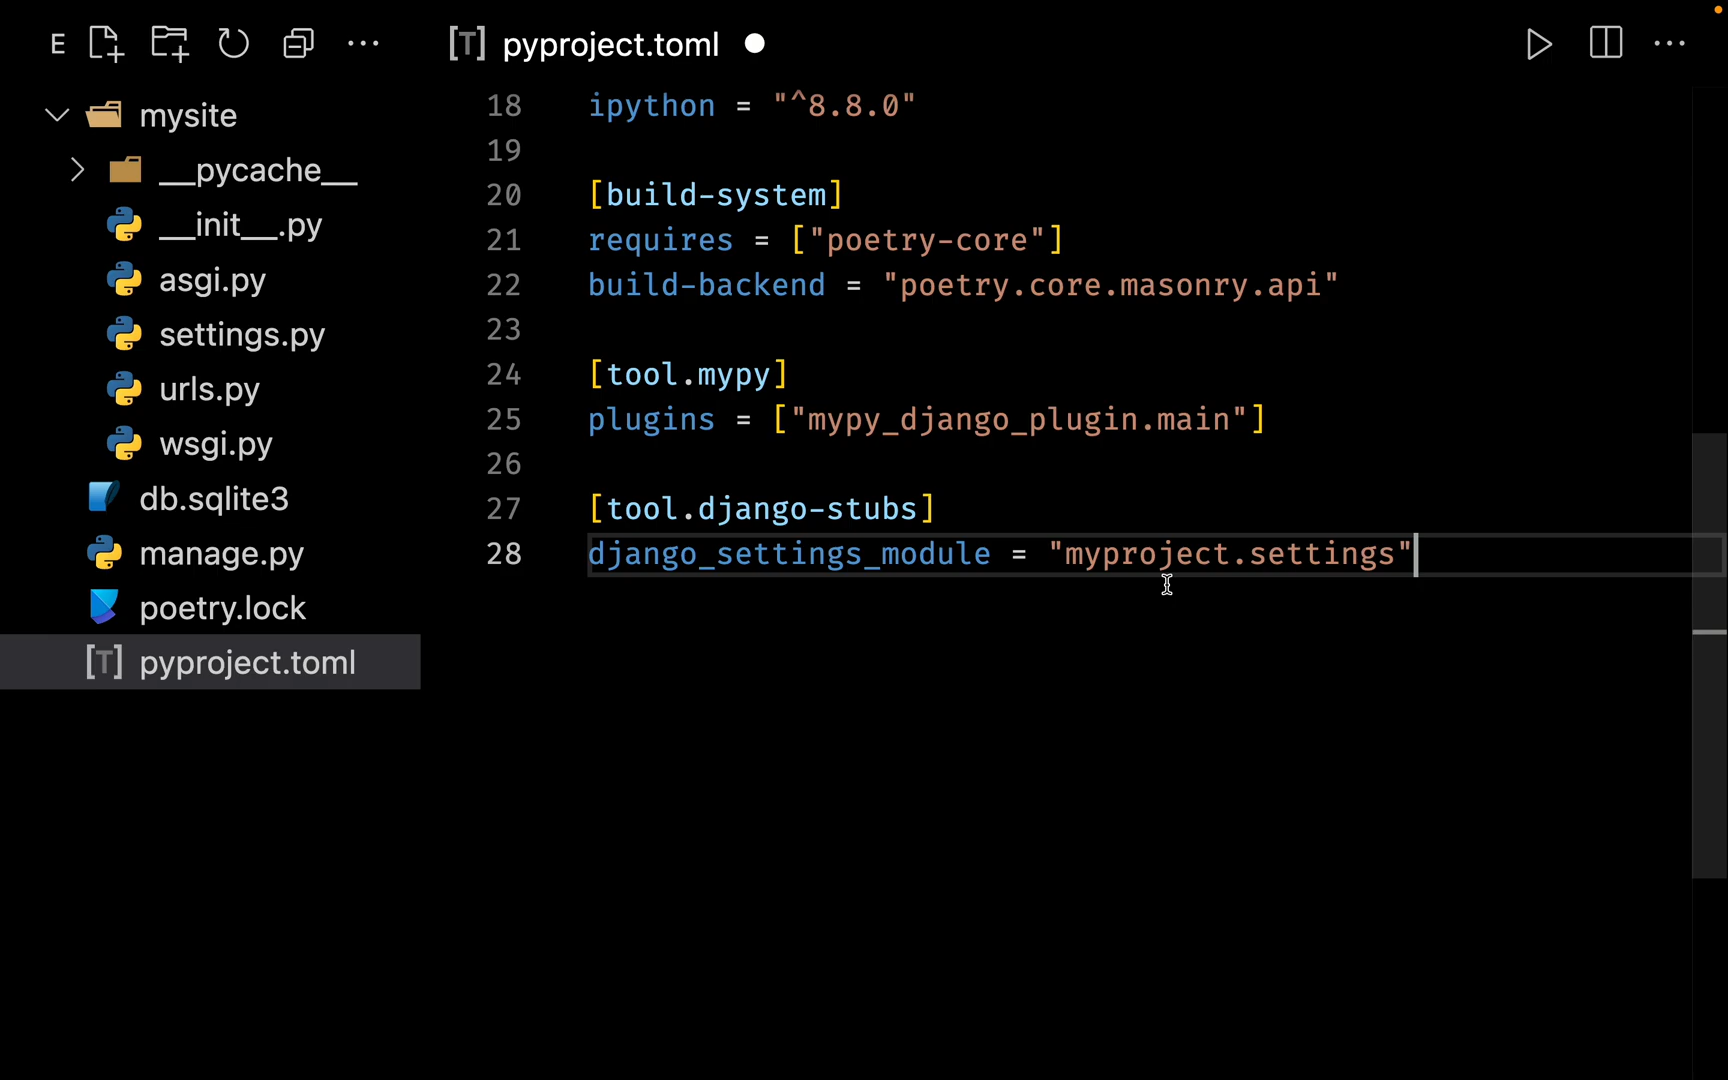 E
[T] pyproject.toml
mysite
__pycache__
__init__.py
asgi.py
settings.py
urls.py
wsgi.py
db.sqlite3
manage.py
poetry.lock
[T] pyproject.toml
18 ipython = "^8.8.0"
19
20 [build-system]
21 requires = ["poetry-core"]
22 build-backend = "poetry.core.masonry.api"
23
24 [tool.mypy]
25 plugins = ["mypy_django_plugin.main"]
26
27 [tool.django-stubs]
28 django_settings_module = "myproject.settings"